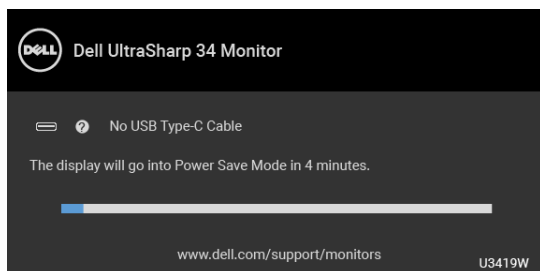 DELL Dell UltraSharp 34 Monitor
? No USB Type-C Cable
The display will go into Power Save Mode in 4 minutes.
www.dell.com/support/monitors
U3419W